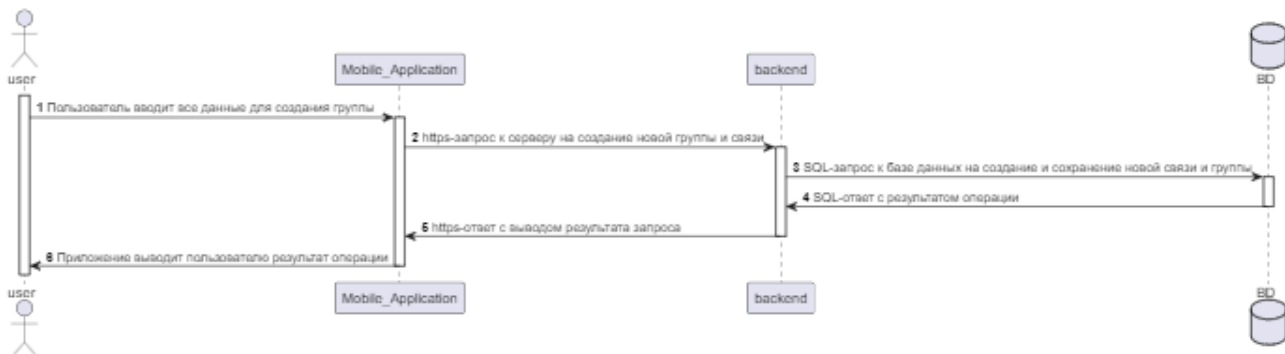 user
Mobile_Application
backend
BD
1 Пользователь вводит все данные для создания группы
2 https-запрос к серверу на создание новой группы и связи
3 SQL-запрос к базе данных на создание и сохранение новой связи и группы
4 SQL-ответ с результатом операции
5 https-ответ с выводом результата запроса
6 Приложение выводит пользователю результат операции
user
Mobile_Application
backend
BD